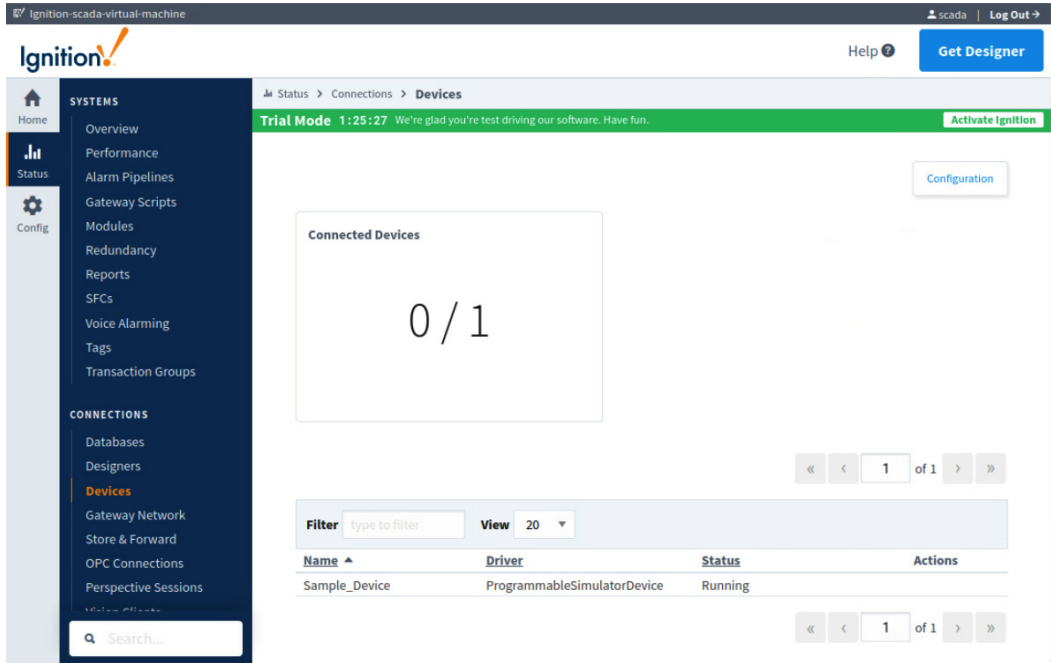 Ignition-scada-virtual-machine scada | Log Out →
Ignition! Help ? Get Designer
Home
Status
Config
SYSTEMS
Overview
Performance
Alarm Pipelines
Gateway Scripts
Modules
Redundancy
Reports
SFCs
Voice Alarming
Tags
Transaction Groups
CONNECTIONS
Databases
Designers
Devices
Gateway Network
Store & Forward
OPC Connections
Perspective Sessions
Vision Clients
Search...
Status > Connections > Devices
Trial Mode 1:25:27 We're glad you're test driving our software. Have fun. Activate Ignition
Configuration
Connected Devices
0 / 1
« < 1 of 1 > »
Filter type to filter View 20 ▼
Name ▲ Driver Status Actions
Sample_Device ProgrammableSimulatorDevice Running
« < 1 of 1 > »